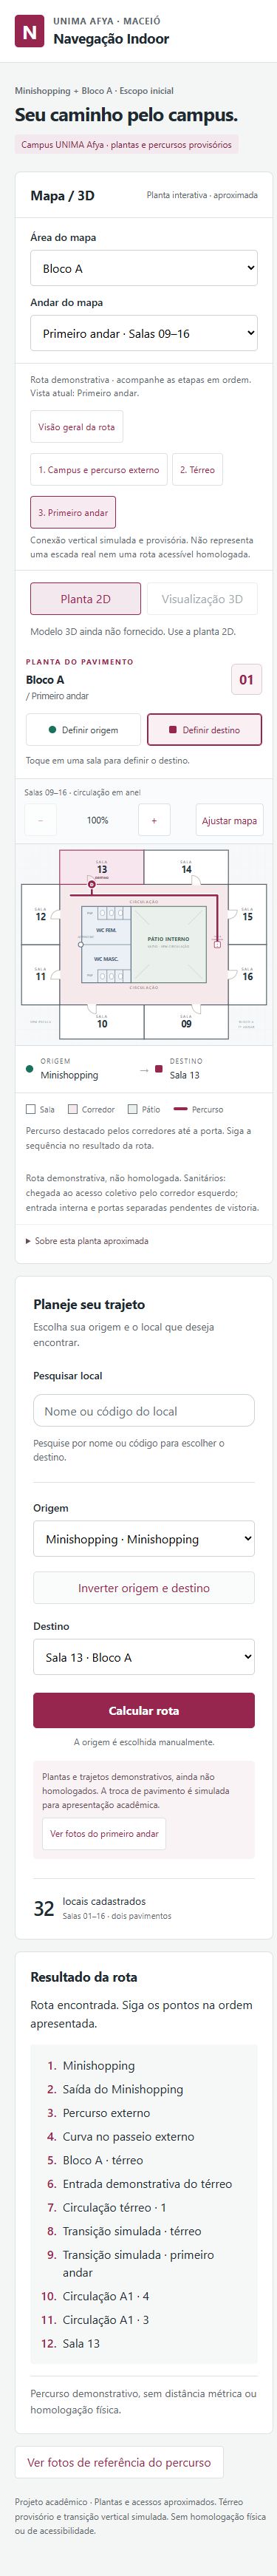 N
UNIMA AFYA · MACEIÓ
Navegação Indoor
Minishopping + Bloco A · Escopo inicial
Seu caminho pelo campus.
Campus UNIMA Afya · plantas e percursos provisórios
Mapa / 3D
Planta interativa · aproximada
Área do mapa
Bloco A
Andar do mapa
Primeiro andar · Salas 09–16
Rota demonstrativa · acompanhe as etapas em ordem.
Vista atual: Primeiro andar.
Visão geral da rota
1. Campus e percurso externo
2. Térreo
3. Primeiro andar
Conexão vertical simulada e provisória. Não representa
uma escada real nem uma rota acessível homologada.
Planta 2D
Visualização 3D
Modelo 3D ainda não fornecido. Use a planta 2D.
PLANTA DO PAVIMENTO
Bloco A
/ Primeiro andar
01
Definir origem
Definir destino
Toque em uma sala para definir o destino.
Salas 09–16 · circulação em anel
−
100%
+
Ajustar mapa
SALA
13
SALA
14
SALA
12
SALA
15
SALA
11
SALA
16
SALA
10
SALA
09
CIRCULAÇÃO
WC FEM.
WC MASC.
PÁTIO INTERNO
CIRCULAÇÃO
ORIGEM
Minishopping
→
DESTINO
Sala 13
Sala
Corredor
Pátio
Percurso
Percurso destacado pelos corredores até a porta. Siga a
sequência no resultado da rota.
Rota demonstrativa, não homologada. Sanitários:
chegada ao acesso coletivo pelo corredor esquerdo;
entrada interna e portas separadas pendentes de vistoria.
Sobre esta planta aproximada
Planeje seu trajeto
Escolha sua origem e o local que deseja
encontrar.
Pesquisar local
Nome ou código do local
Pesquise por nome ou código para escolher o
destino.
Origem
Minishopping · Minishopping
Inverter origem e destino
Destino
Sala 13 · Bloco A
Calcular rota
A origem é escolhida manualmente.
Plantas e trajetos demonstrativos, ainda não
homologados. A troca de pavimento é simulada
para apresentação acadêmica.
Ver fotos do primeiro andar
32
locais cadastrados
Salas 01–16 · dois pavimentos
Resultado da rota
Rota encontrada. Siga os pontos na ordem
apresentada.
1. Minishopping
2. Saída do Minishopping
3. Percurso externo
4. Curva no passeio externo
5. Bloco A · térreo
6. Entrada demonstrativa do térreo
7. Circulação térreo · 1
8. Transição simulada · térreo
9. Transição simulada · primeiro
andar
10. Circulação A1 · 4
11. Circulação A1 · 3
12. Sala 13
Percurso demonstrativo, sem distância métrica ou
homologação física.
Ver fotos de referência do percurso
Projeto acadêmico · Plantas e acessos aproximados. Térreo
provisório e transição vertical simulada. Sem homologação física
ou de acessibilidade.